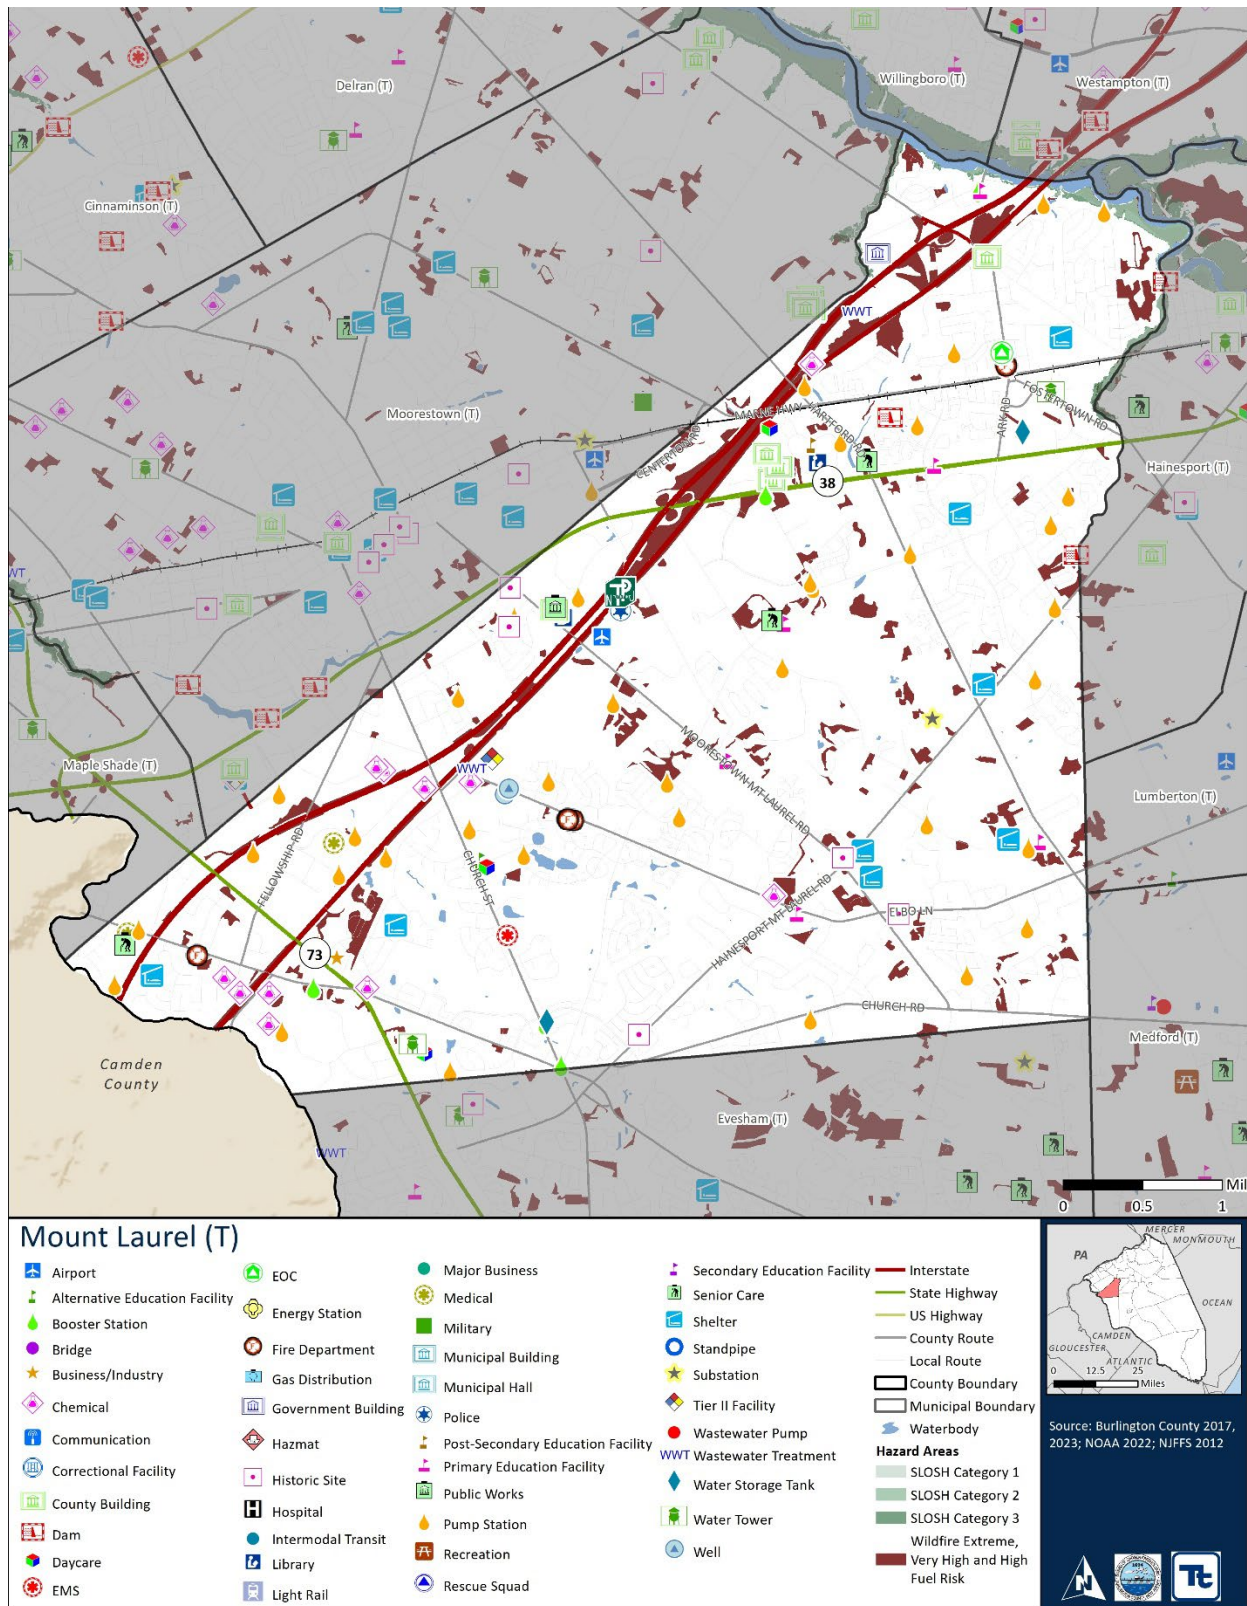 Delran (T)
Willingboro (T)
Westampton (T)
Cinnaminson (T)
WWT
Moorestown (T)
MARNE HWY
HARTFORD RD
CENTERTON RD
ARK RD
FOSTERTOWN RD
38
Hainesport (T)
WT
Maple Shade (T)
WWT
MOORESTOWN-MT LAUREL RD
Lumberton (T)
FELLOWSHIP RD
CHURCH ST
HAINESPORT-MT LAUREL RD
ELBO LN
73
CHURCH RD
Camden
County
Medford (T)
Evesham (T)
WWT
Mil
0 0.5 1
Mount Laurel (T)
Airport
Alternative Education Facility
Booster Station
Bridge
Business/Industry
Chemical
Communication
Correctional Facility
County Building
Dam
Daycare
EMS
EOC
Energy Station
Fire Department
Gas Distribution
Government Building
Hazmat
Historic Site
Hospital
Intermodal Transit
Library
Light Rail
Major Business
Medical
Military
Municipal Building
Municipal Hall
Police
Post-Secondary Education Facility
Primary Education Facility
Public Works
Pump Station
Recreation
Rescue Squad
Secondary Education Facility
Senior Care
Shelter
Standpipe
Substation
Tier II Facility
Wastewater Pump
WWT Wastewater Treatment
Water Storage Tank
Water Tower
Well
Interstate
State Highway
US Highway
County Route
Local Route
County Boundary
Municipal Boundary
Waterbody
Hazard Areas
SLOSH Category 1
SLOSH Category 2
SLOSH Category 3
Wildfire Extreme,
Very High and High
Fuel Risk
MERCER
MONMOUTH
PA
OCEAN
CAMDEN
GLOUCESTER
ATLANTIC
0 12.5 25
Miles
Source: Burlington County 2017,
2023; NOAA 2022; NJFFS 2012
N
Tt